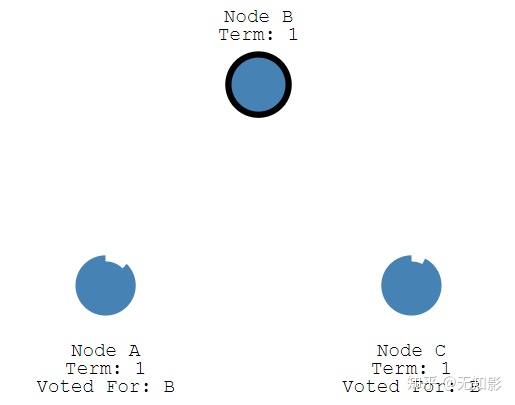 Node B
Term: 1
Node A
Term: 1
Voted For: B
Node C
Term: 1
Voted For: B
知乎 @无知影